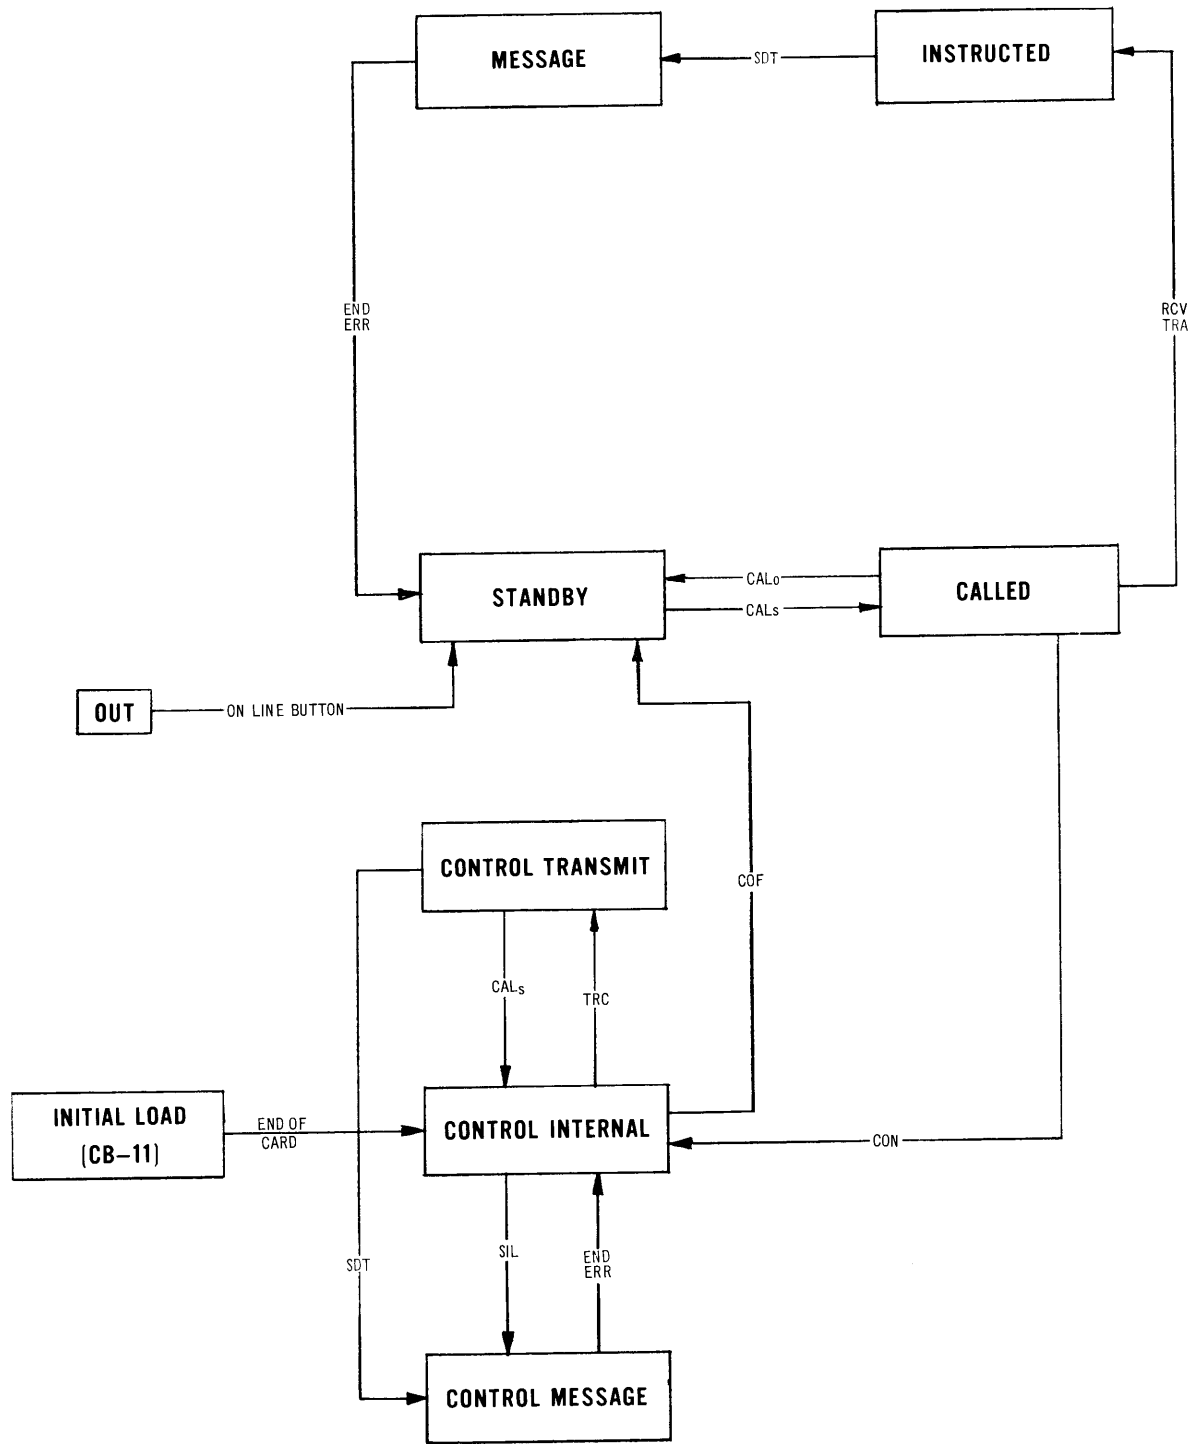 MESSAGE
SDT
INSTRUCTED
END
ERR
RCV
TRA
STANDBY
CALo
CALs
CALLED
OUT
ON LINE BUTTON
CONTROL TRANSMIT
COF
CALs
TRC
INITIAL LOAD
(CB–11)
END OF
CARD
CONTROL INTERNAL
CON
SDT
SIL
END
ERR
CONTROL MESSAGE